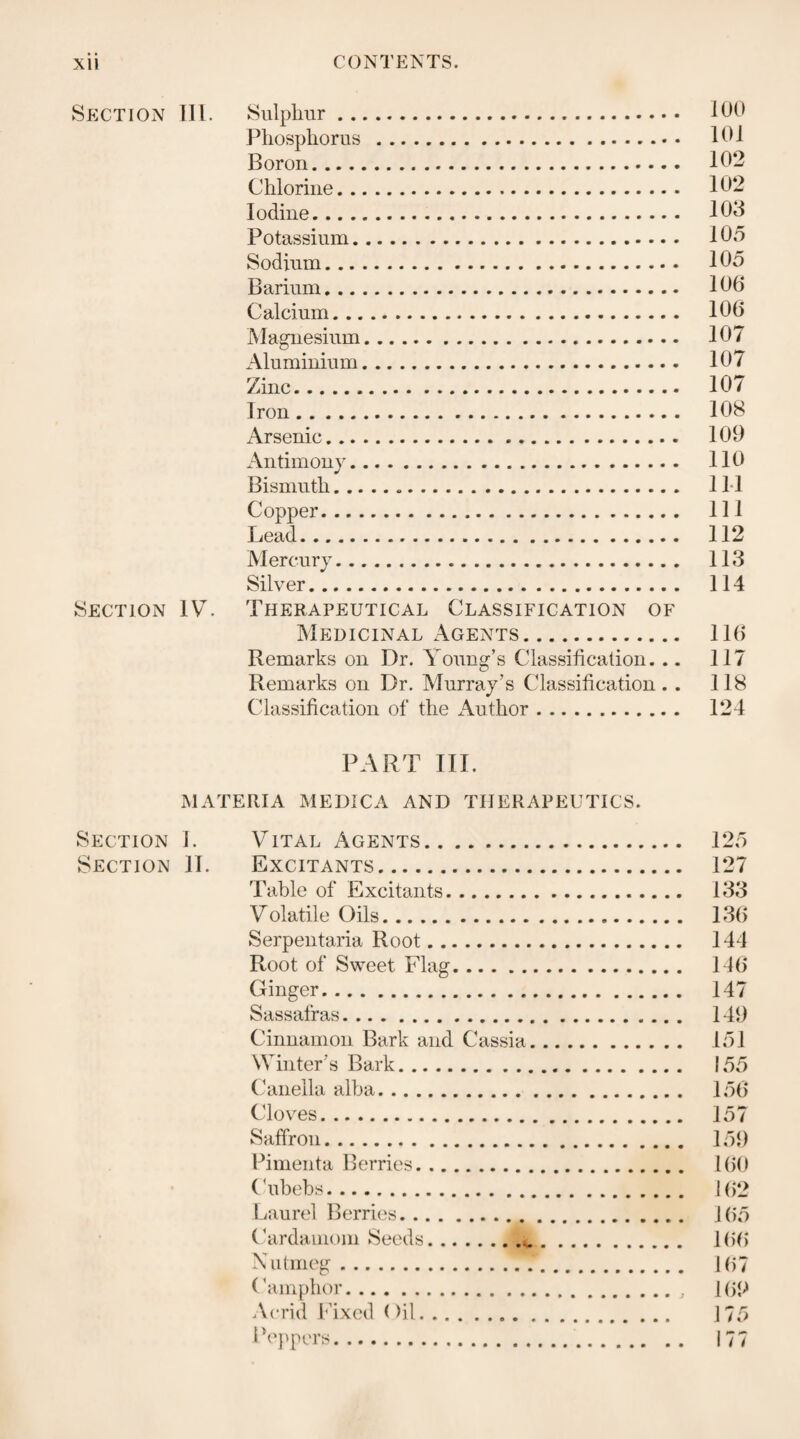 xii CONTENTS.
SECTION III. Sulphur .................... 100
Phosphorus .................... 101
Boron.................... 102
Chlorine.................... 102
Iodine.................... 103
Potassium.................... 105
Sodium.................... 105
Barium.................... 106
Calcium.................... 106
Magnesium.................... 107
Aluminium.................... 107
Zinc.................... 107
Iron .................... 108
Arsenic.................... 109
Antimony.................... 110
Bismuth.................... 111
Copper.................... 111
Lead.................... 112
Mercury.................... 113
Silver.................... 114
SECTION IV. THERAPEUTICAL CLASSIFICATION OF
MEDICINAL AGENTS.............. 116
Remarks on Dr. Young's Classification... 117
Remarks on Dr. Murray's Classification.. 118
Classification of the Author ............ 124
PART III.
MATERIA MEDICA AND THERAPEUTICS.
SECTION I. VITAL AGENTS.................... 125
SECTION II. EXCITANTS.................... 127
Table of Excitants.................... 133
Volatile Oils.................... 136
Serpentaria Root.................... 144
Root of Sweet Flag.................... 146
Ginger.................... 147
Sassafras.................... 149
Cinnamon Bark and Cassia............ 151
Winter's Bark.................... 155
Canella alba.................... 156
Cloves.................... 157
Saffron.................... 159
Pimenta Berries.................... 160
Cubebs.................... 162
Laurel Berries.................... 165
Cardamom Seeds.................... 166
Nutmeg .................... 167
Camphor.................... 169
Acrid Fixed Oil.................... 175
Peppers.................... 177